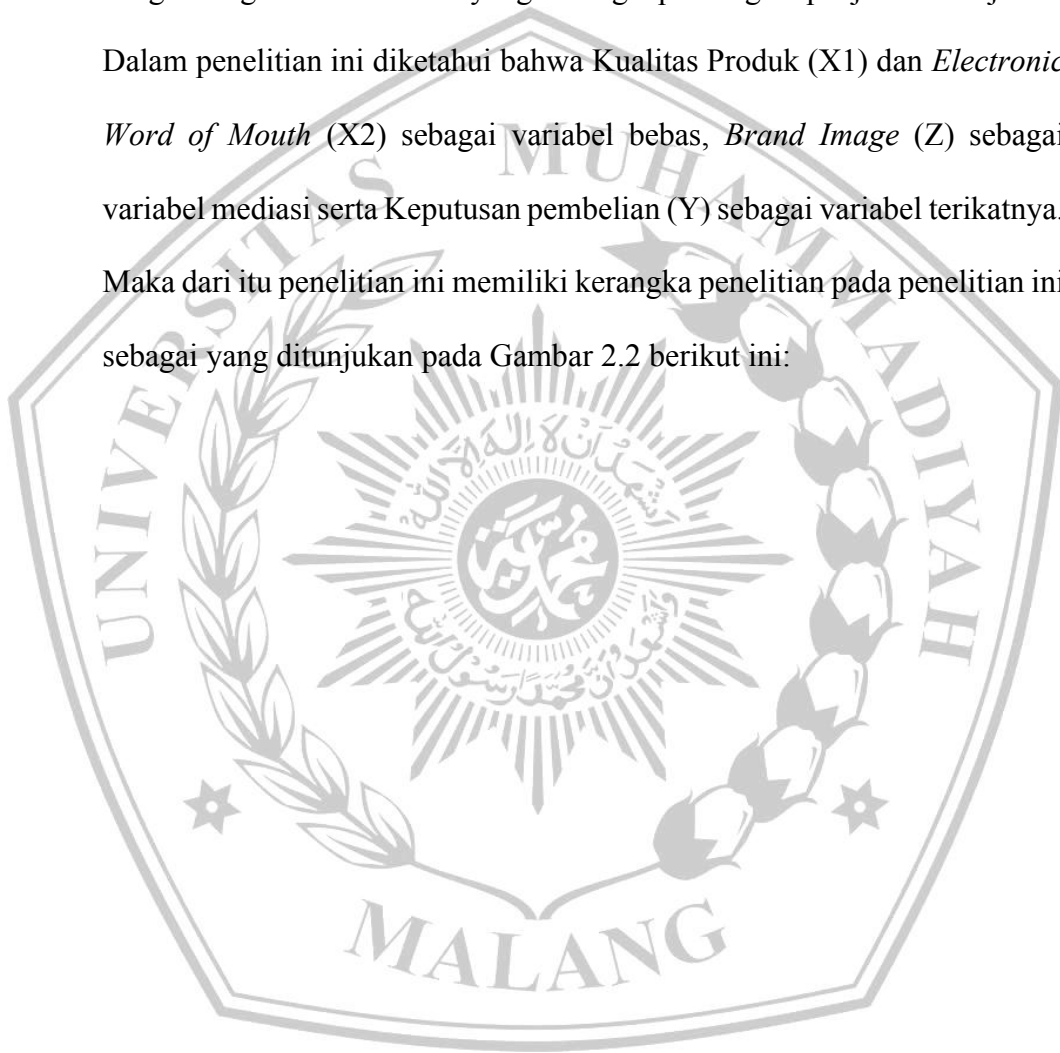 Dalam penelitian ini diketahui bahwa Kualitas Produk (X1) dan Electronic
Word of Mouth (X2) sebagai variabel bebas, Brand Image (Z) sebagai
variabel mediasi serta Keputusan pembelian (Y) sebagai variabel terikatnya.
Maka dari itu penelitian ini memiliki kerangka penelitian pada penelitian ini
sebagai yang ditunjukan pada Gambar 2.2 berikut ini:
UNIVERSITAS MUHAMMADIYAH
MALANG